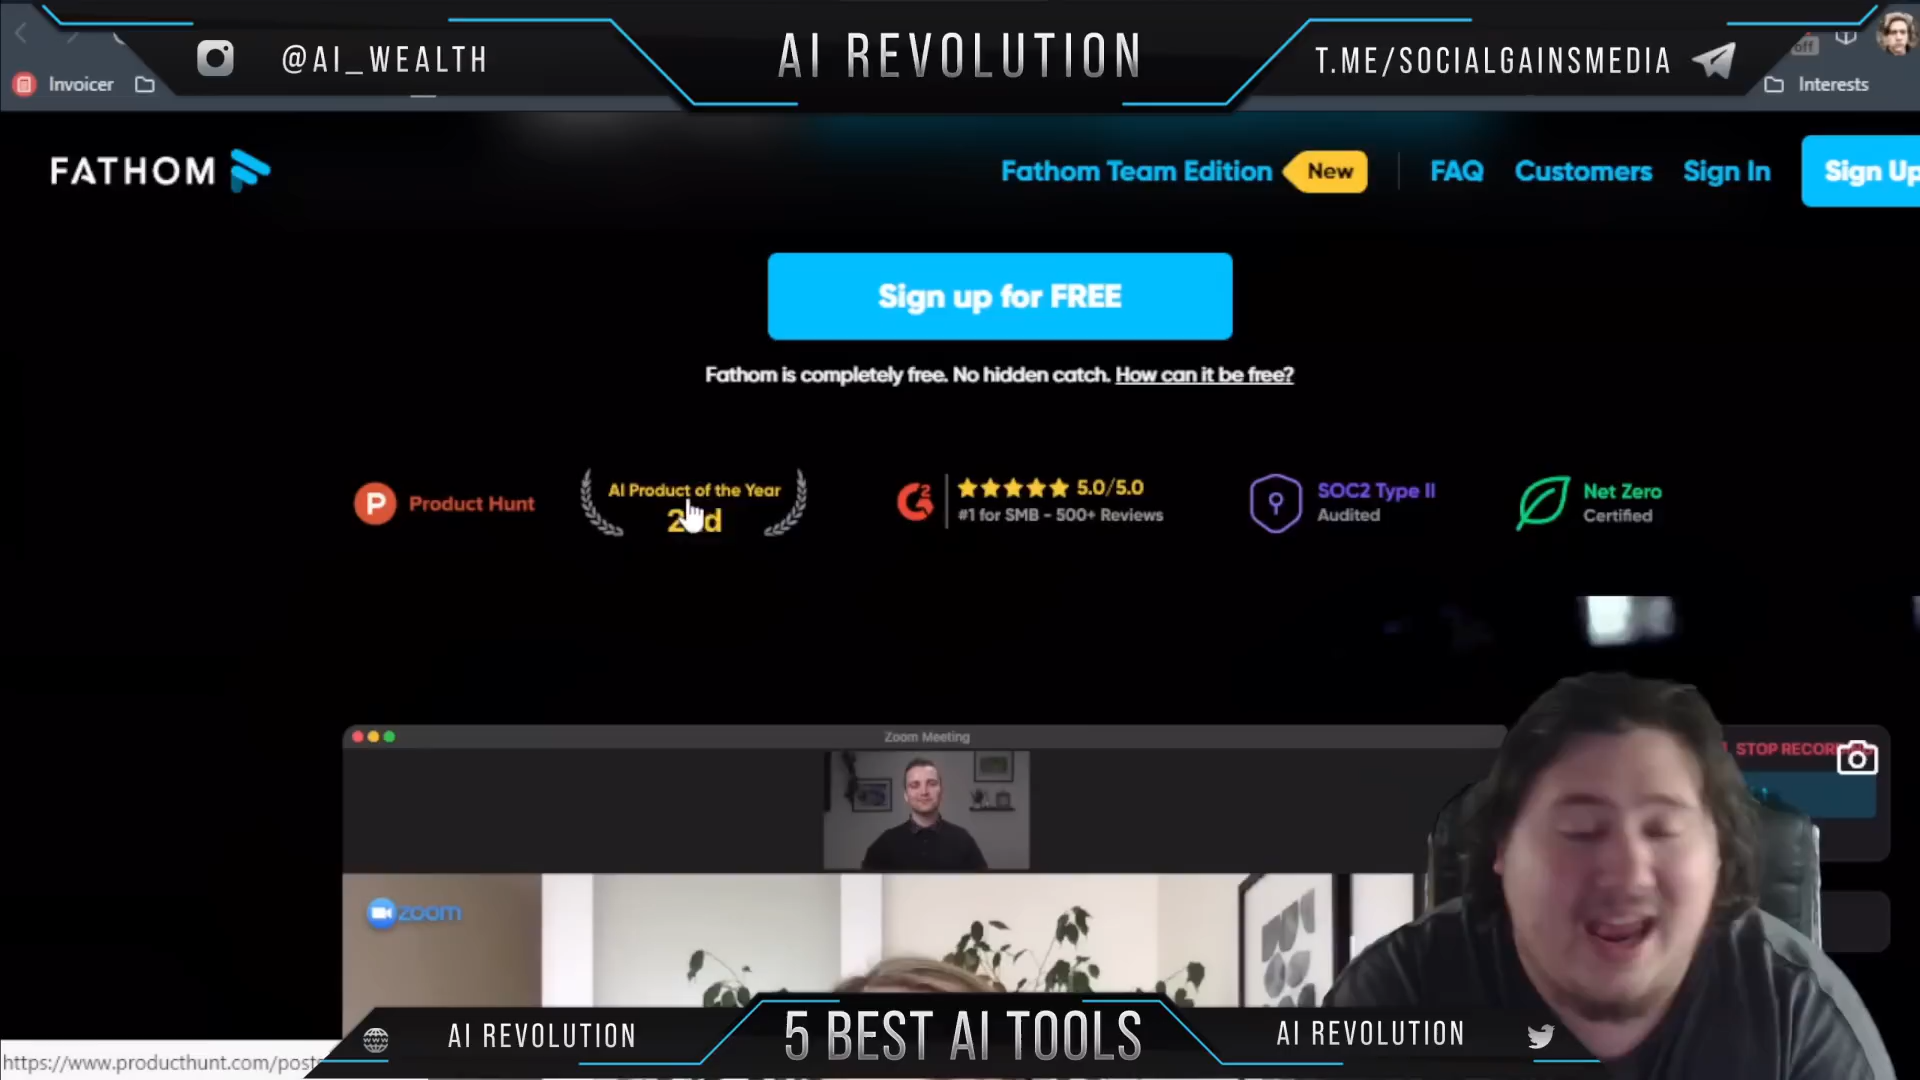 @AI_WEALTH
AI REVOLUTION
T.ME/SOCIALGAINSMEDIA
off
Invoicer
Interests
FATHOM
Fathom Team Edition
New
FAQ
Customers
Sign In
Sign Up
Sign up for FREE
Fathom is completely free. No hidden catch. How can it be free?
P Product Hunt
AI Product of the Year
G2
5.0/5.0
#1 for SMB - 500+ Reviews
SOC2 Type II
Audited
Net Zero
Certified
Zoom Meeting
STOP RECOR
zoom
AI REVOLUTION
5 BEST AI TOOLS
AI REVOLUTION
https://www.producthunt.com/posts